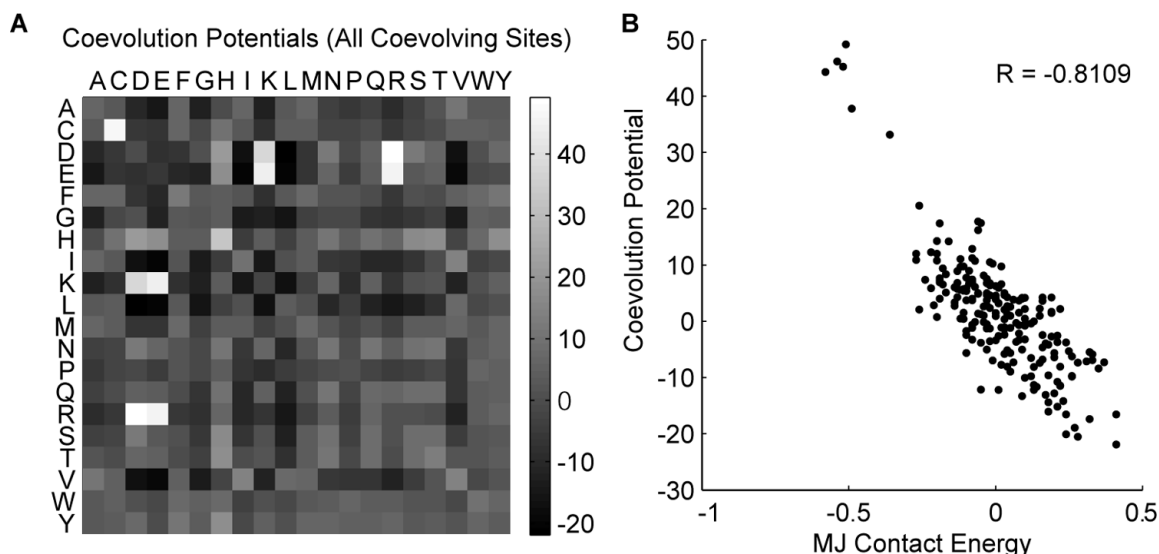 A
Coevolution Potentials (All Coevolving Sites)
A C D E F G H I K L M N P Q R S T V W Y
A
C
D
E
F
G
H
I
K
L
M
N
P
Q
R
S
T
V
W
Y
40
30
20
10
0
-10
-20
B
R = -0.8109
Coevolution Potential
50
40
30
20
10
0
-10
-20
-30
-1
-0.5
0
0.5
MJ Contact Energy